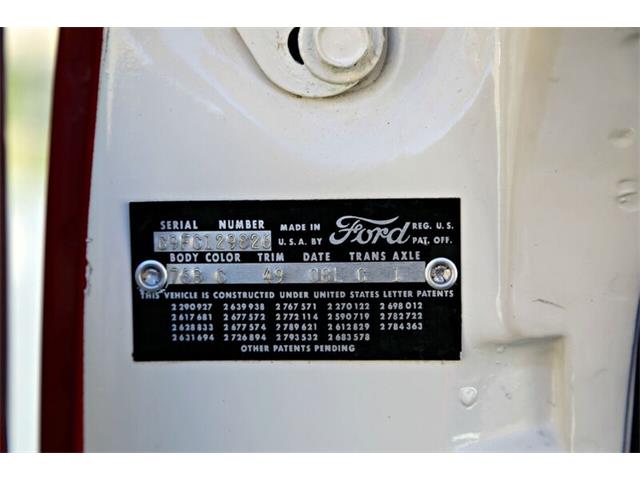 SERIAL NUMBER MADE IN Ford REG. U.S.
C9FC129826 U.S.A. BY PAT. OFF.
BODY COLOR TRIM DATE TRANS AXLE
76B C 49 08L C 1
THIS VEHICLE IS CONSTRUCTED UNDER UNITED STATES LETTER PATENTS
2 290 927 2 639 938 2 767 571 2 270 122 2 698 012
2 617 681 2 677 572 2 772 114 2 590 719 2 782 722
2 628 833 2 677 574 2 789 621 2 612 829 2 784 363
2 631 694 2 726 894 2 793 532 2 683 578
OTHER PATENTS PENDING